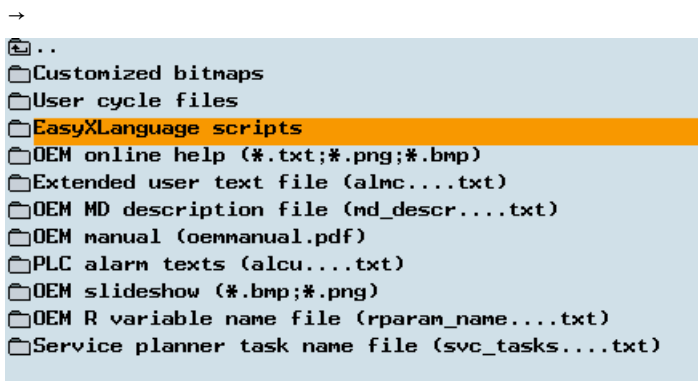 →
..
Customized bitmaps
User cycle files
EasyXLanguage scripts
OEM online help (*.txt;*.png;*.bmp)
Extended user text file (almc....txt)
OEM MD description file (md_descr....txt)
OEM manual (oemmanual.pdf)
PLC alarm texts (alcu....txt)
OEM slideshow (*.bmp;*.png)
OEM R variable name file (rparam_name....txt)
Service planner task name file (svc_tasks....txt)